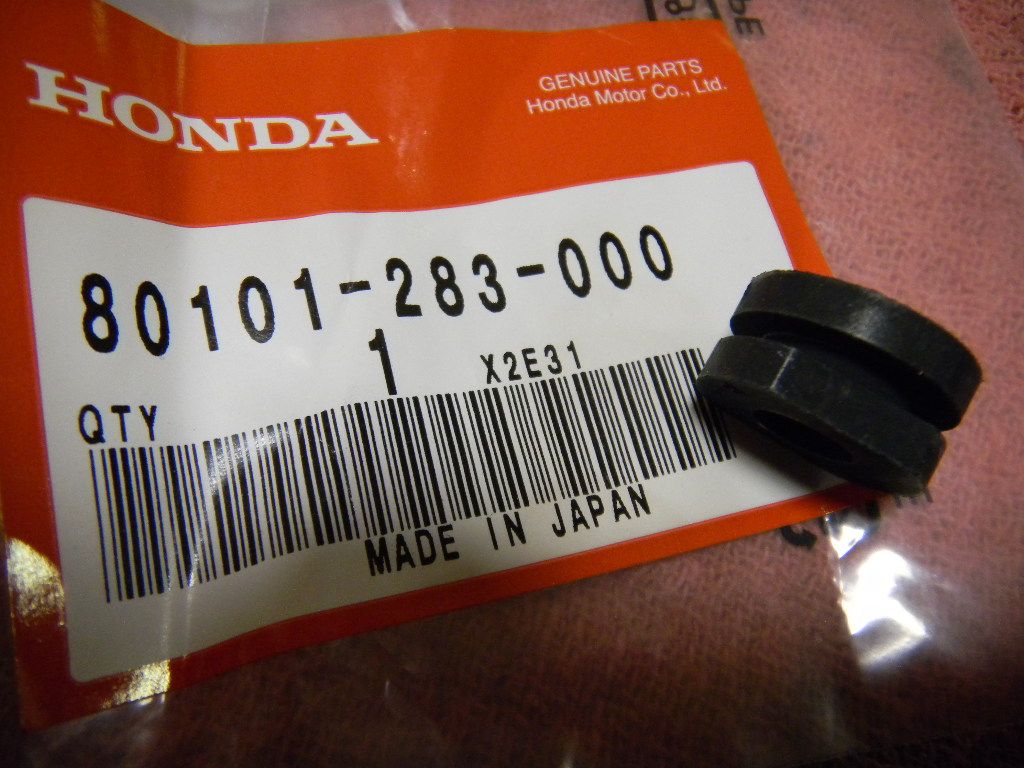 HONDA
GENUINE PARTS
Honda Motor Co., Ltd.
80101-283-000
1
X2E31
QTY
MADE IN JAPAN